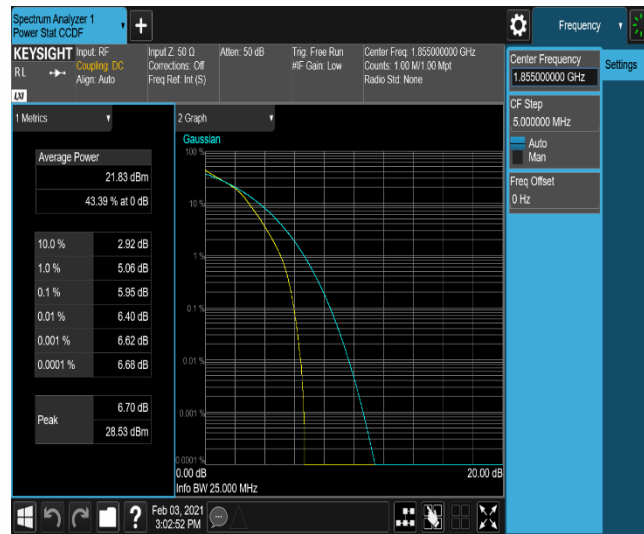 Spectrum Analyzer 1
Power Stat CCDF
+
Frequency
KEYSIGHT
RL
LXI
Input: RF
Coupling: DC
Align: Auto
Input Z: 50 Ω
Corrections: Off
Freq Ref: Int (S)
Atten: 50 dB
Trig: Free Run
#IF Gain: Low
Center Freq: 1.855000000 GHz
Counts: 1.00 M/1.00 Mpt
Radio Std: None
Center Frequency
1.855000000 GHz
Settings
CF Step
5.000000 MHz
Auto
Man
Freq Offset
0 Hz
1 Metrics
Average Power
21.83 dBm
43.39 % at 0 dB
10.0 % 2.92 dB
1.0 % 5.06 dB
0.1 % 5.95 dB
0.01 % 6.40 dB
0.001 % 6.62 dB
0.0001 % 6.68 dB
Peak
6.70 dB
28.53 dBm
2 Graph
Gaussian
100 %
10 %
1 %
0.1 %
0.01 %
0.001 %
0.0001 %
0.00 dB 20.00 dB
Info BW 25.000 MHz
?
Feb 03, 2021
3:02:52 PM